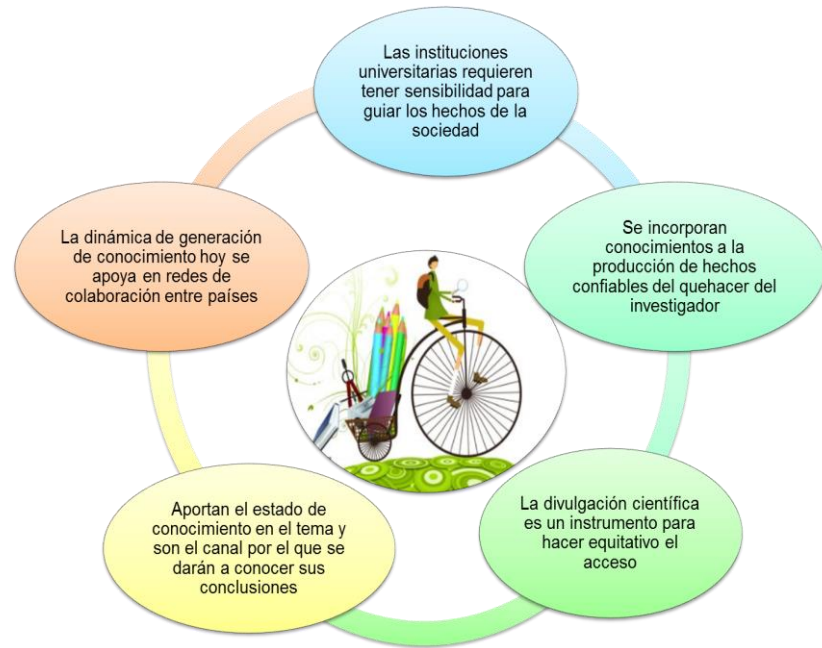 Las instituciones
universitarias requieren
tener sensibilidad para
guiar los hechos de la
sociedad
Se incorporan
conocimientos a la
producción de hechos
confiables del quehacer del
investigador
La divulgación científica
es un instrumento para
hacer equitativo el
acceso
Aportan el estado de
conocimiento en el tema y
son el canal por el que se
darán a conocer sus
conclusiones
La dinámica de generación
de conocimiento hoy se
apoya en redes de
colaboración entre países